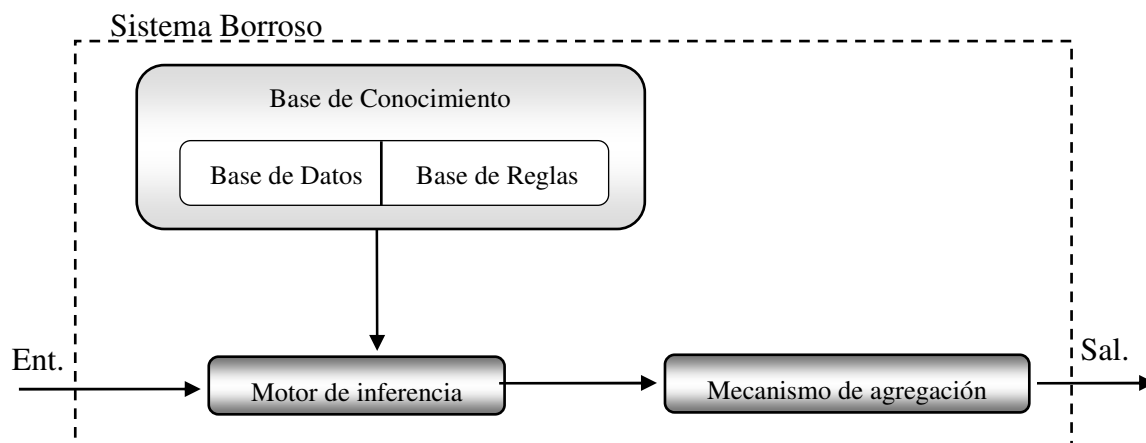 Sistema Borroso
Base de Conocimiento
Base de Datos
Base de Reglas
Ent.
Motor de inferencia
Mecanismo de agregación
Sal.